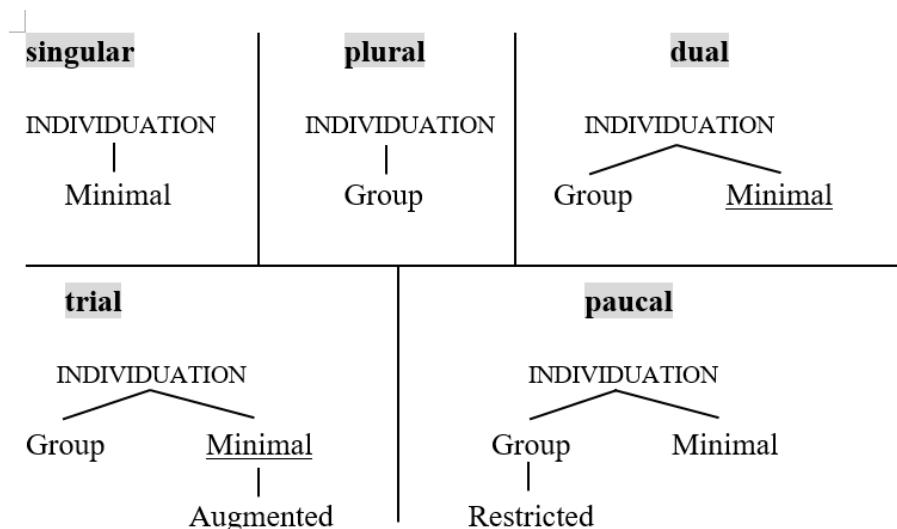 singular plural dual
INDIVIDUATION INDIVIDUATION INDIVIDUATION
Minimal Group Group Minimal
trial paucal
INDIVIDUATION INDIVIDUATION
Group Minimal Group Minimal
Augmented Restricted